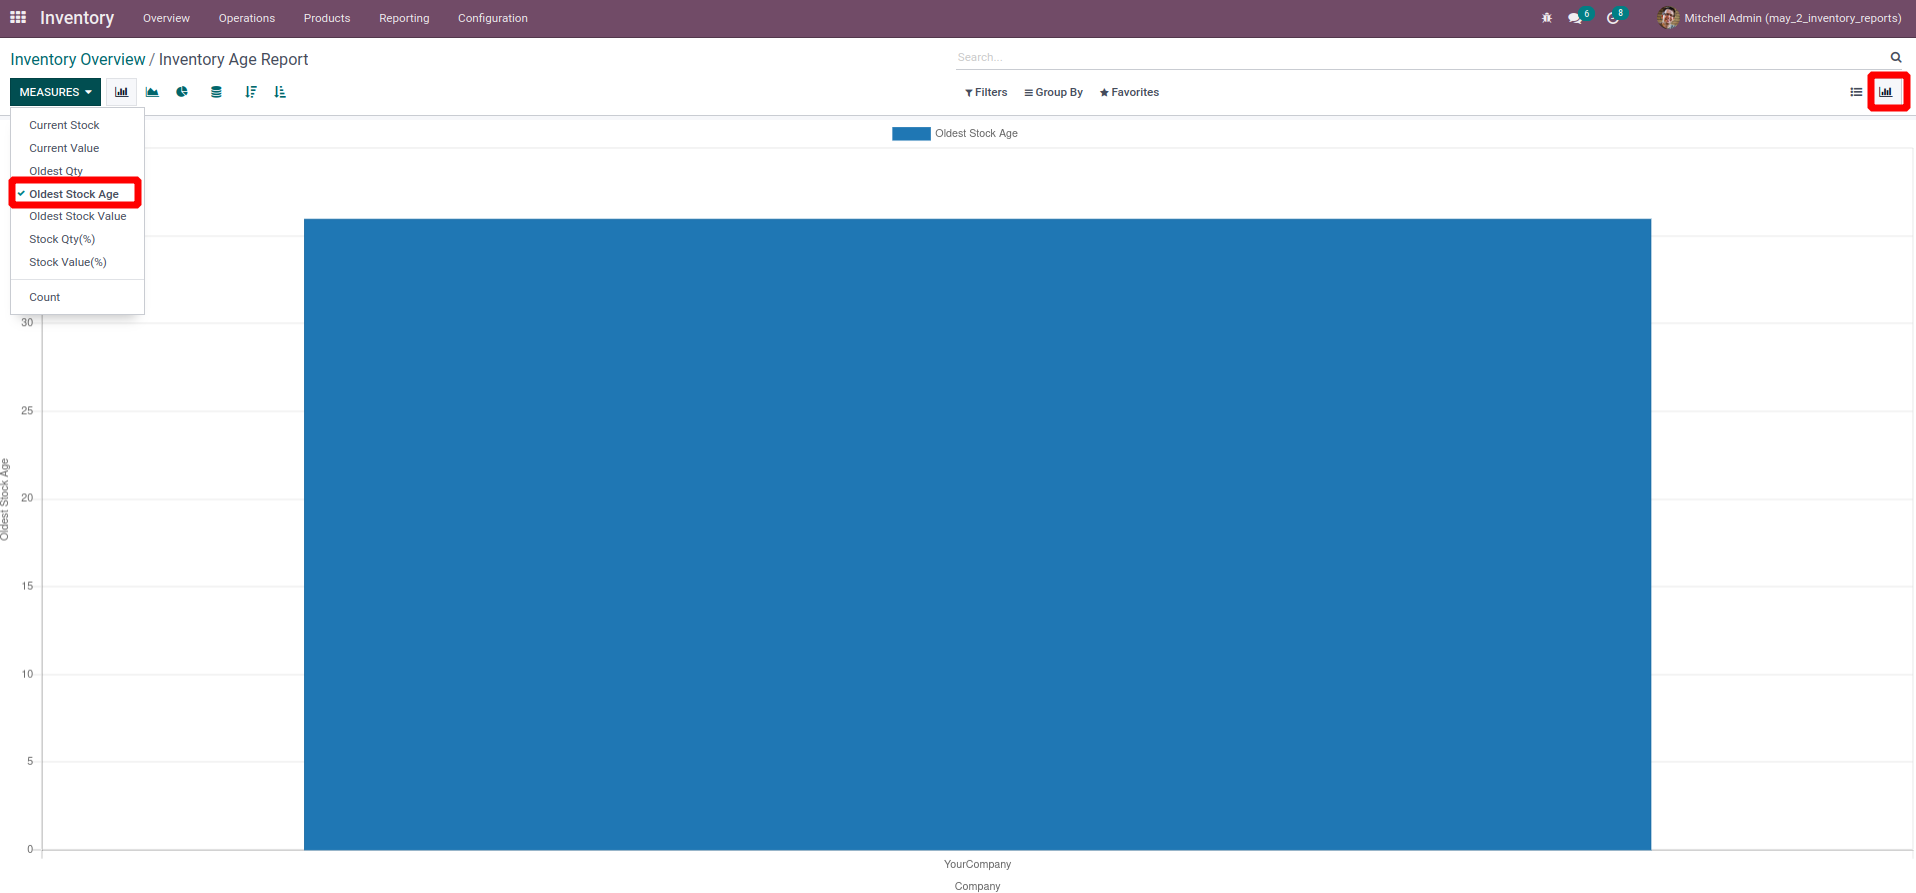 Inventory Overview Operations Products Reporting Configuration 6 8 Mitchell Admin (may_2_inventory_reports)
Inventory Overview / Inventory Age Report Search...
MEASURES Filters Group By Favorites
Current Stock
Current Value
Oldest Qty
Oldest Stock Age
Oldest Stock Value
Stock Qty(%)
Stock Value(%)
Count
Oldest Stock Age
30
25
20
15
10
5
0
Oldest Stock Age
YourCompany
Company